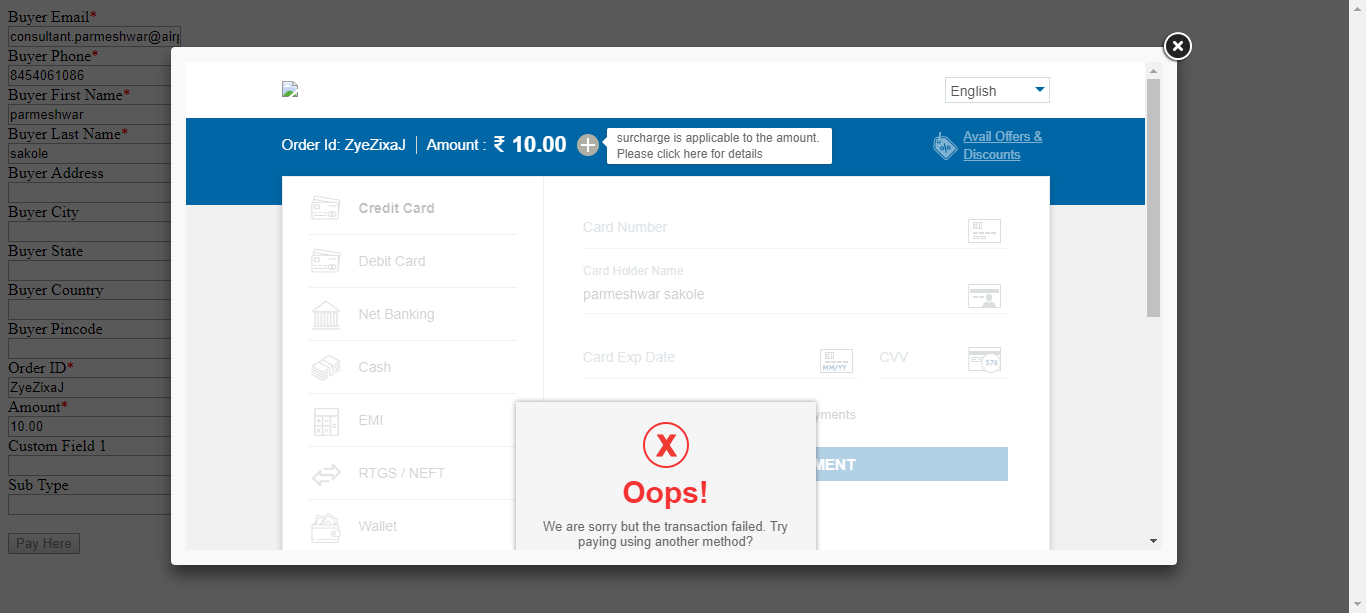 Buyer Email*
consultant.parmeshwar@air
Buyer Phone*
8454061086
Buyer First Name*
parmeshwar
Buyer Last Name*
sakole
Buyer Address
Buyer City
Buyer State
Buyer Country
Buyer Pincode
Order ID*
ZyeZixaJ
Amount*
10.00
Custom Field 1
Sub Type
Pay Here
English
Order Id: ZyeZixaJ
Amount : ₹ 10.00
surcharge is applicable to the amount.
Please click here for details
Avail Offers &
Discounts
Credit Card
Debit Card
Net Banking
Cash
EMI
RTGS / NEFT
Wallet
Card Number
Card Holder Name
parmeshwar sakole
Card Exp Date
MM/YY
CVV
576
yments
MENT
X
Oops!
We are sorry but the transaction failed. Try
paying using another method?